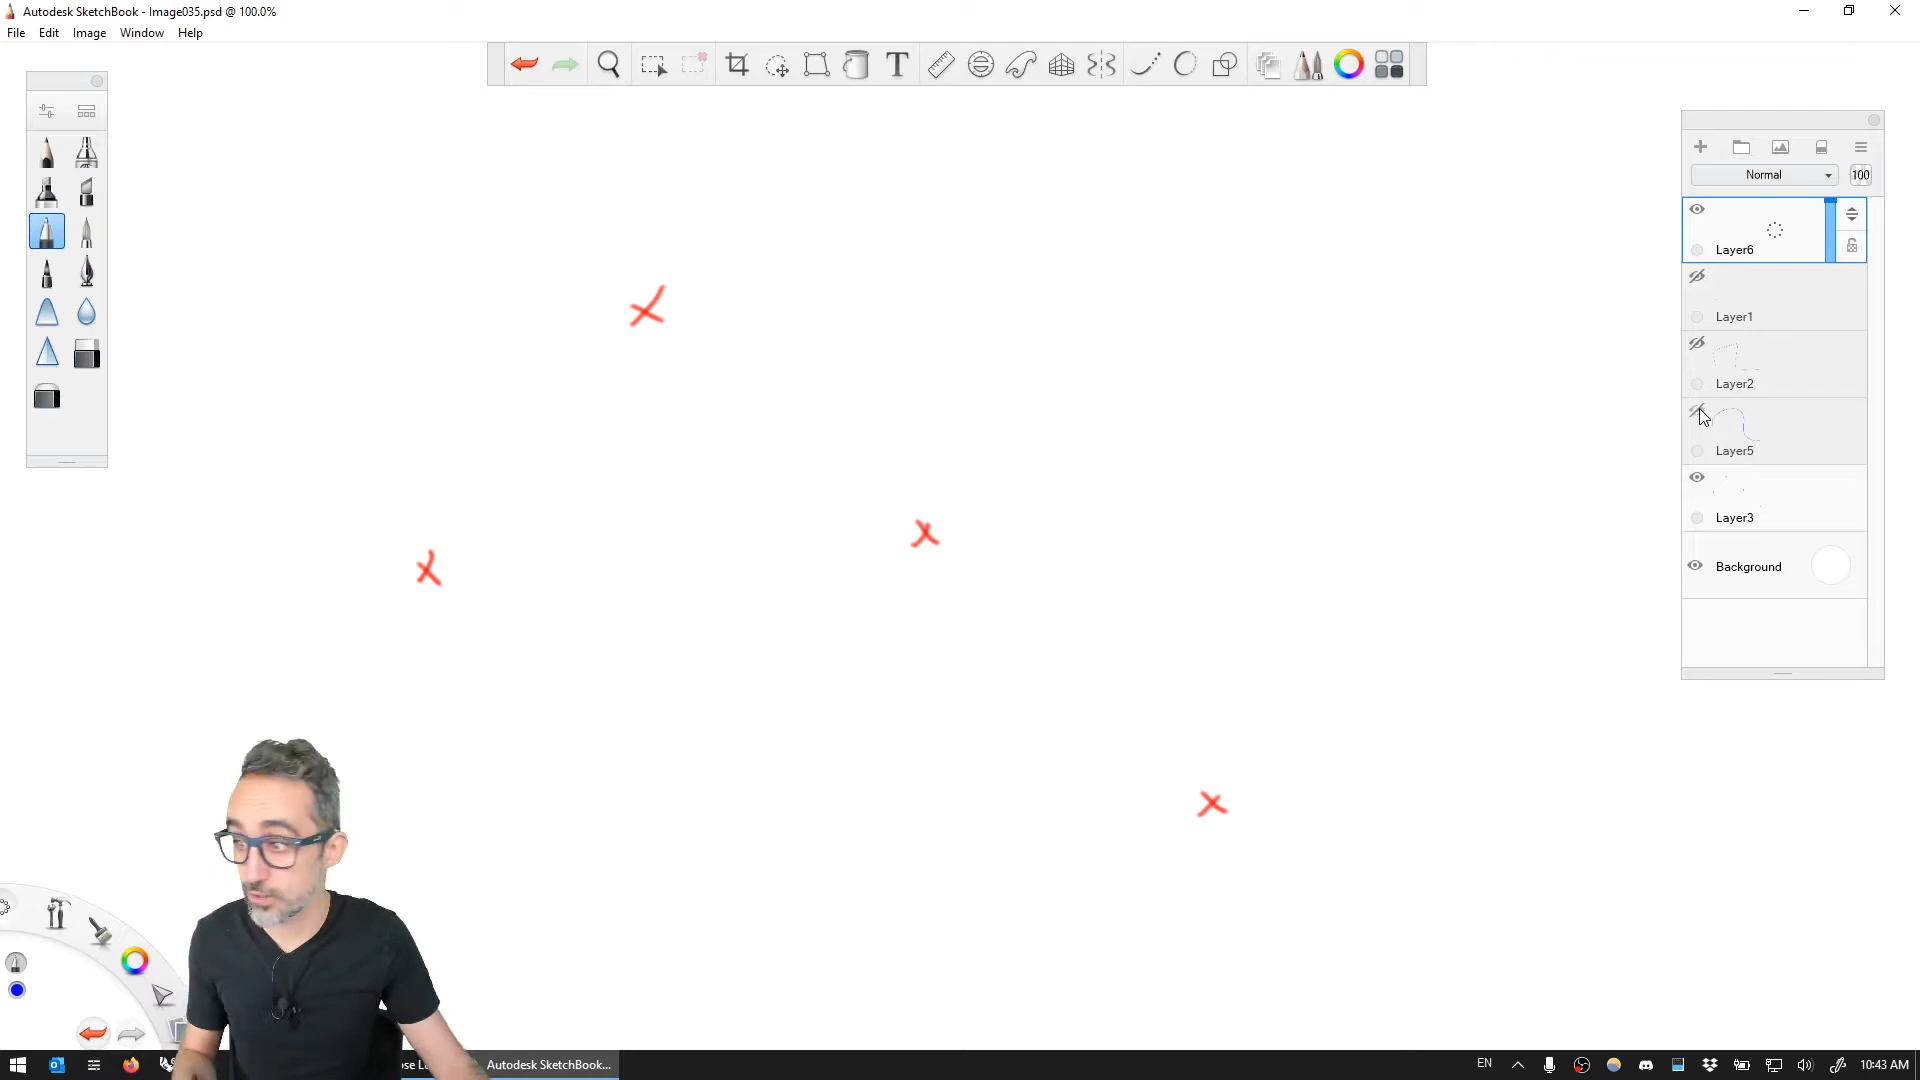 Autodesk SketchBook - Image035.psd @ 100.0%
File Edit Image Window Help
T
Normal 100
Layer6
Layer1
Layer2
Layer5
Layer3
Background
Autodesk SketchBook...
EN 10:43 AM